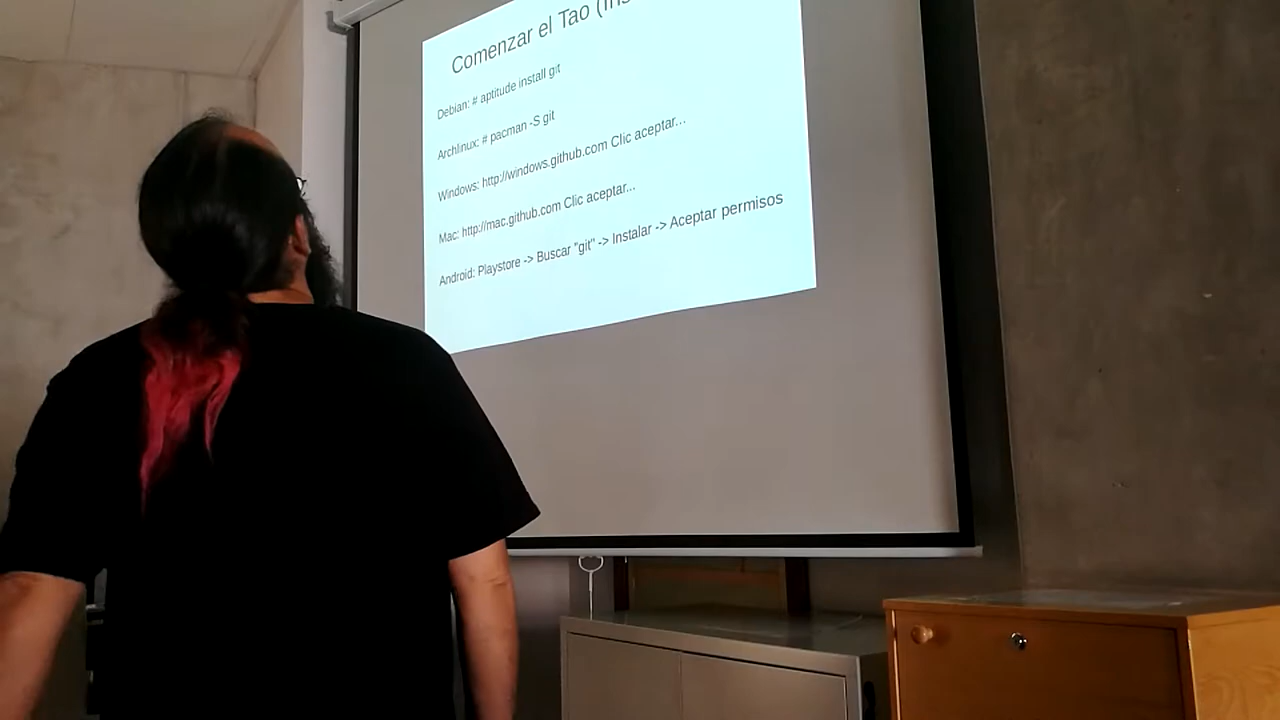 Comenzar el Tao (Ins
Debian: # aptitude install git
Archlinux: # pacman -S git
Windows: http://windows.github.com Clic aceptar...
Mac: http://mac.github.com Clic aceptar...
Android: Playstore -> Buscar "git" -> Instalar -> Aceptar permisos